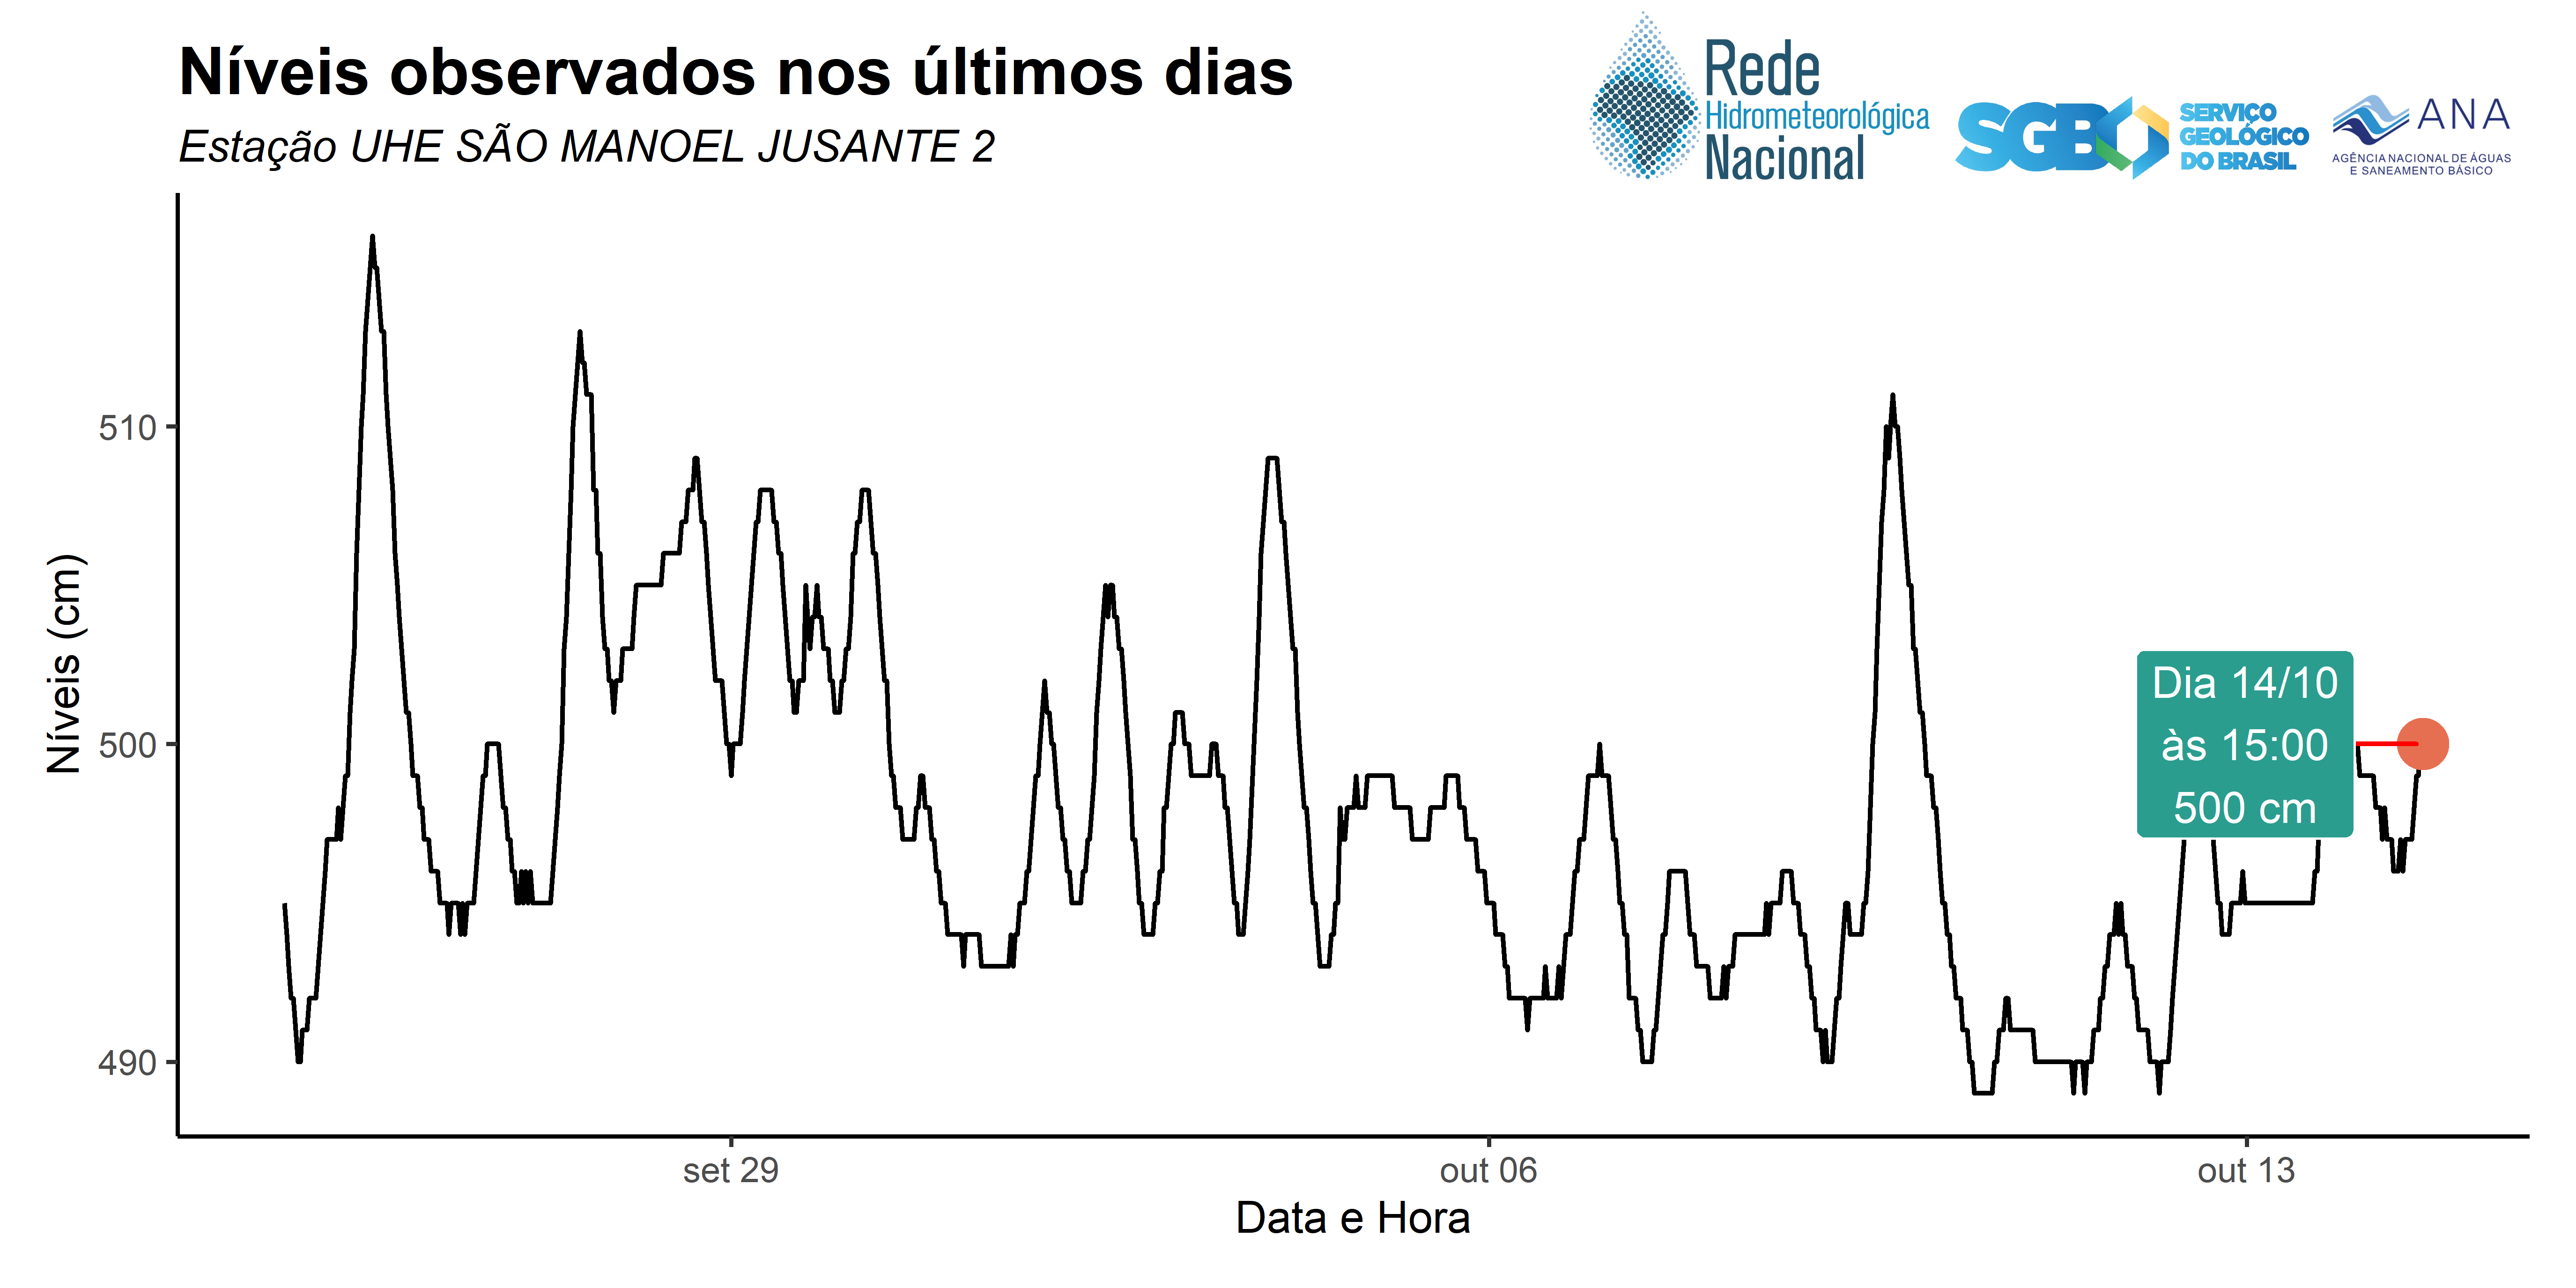 Níveis observados nos últimos dias
Estação UHE SÃO MANOEL JUSANTE 2
Rede
Hidrometeorológica
Nacional
SGB
SERVIÇO
GEOLÓGICO
DO BRASIL
ANA
AGÊNCIA NACIONAL DE ÁGUAS
E SANEAMENTO BÁSICO
Níveis (cm)
510
500
490
Dia 14/10
às 15:00
500 cm
set 29
out 06
out 13
Data e Hora